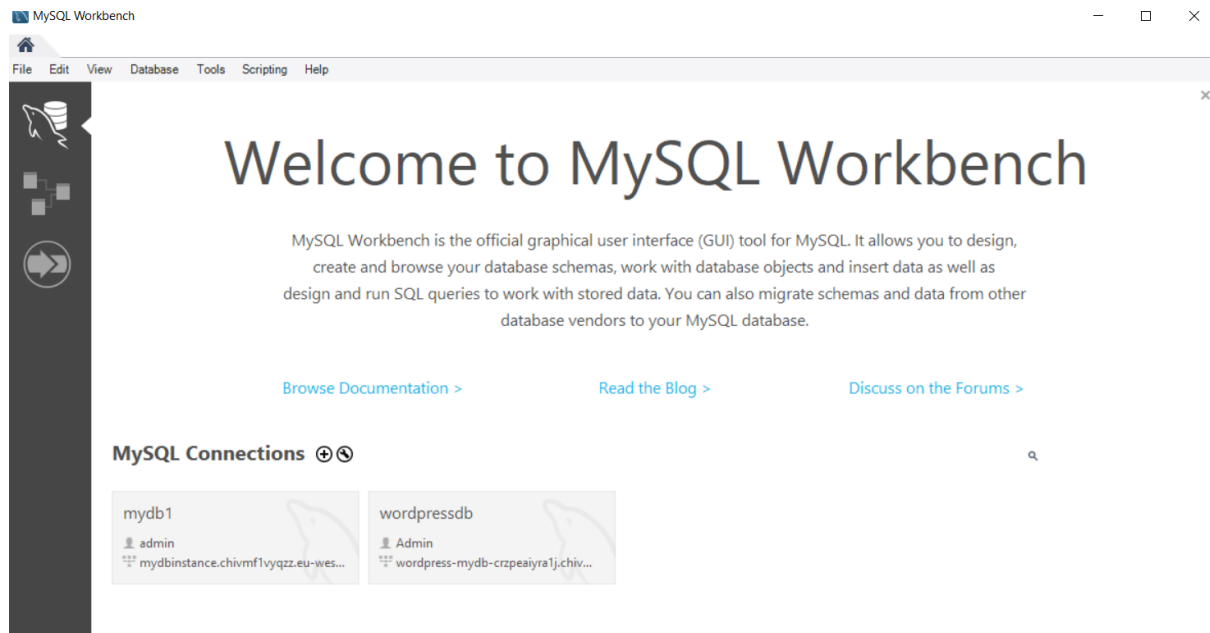 MySQL Workbench
File Edit View Database Tools Scripting Help
Welcome to MySQL Workbench
MySQL Workbench is the official graphical user interface (GUI) tool for MySQL. It allows you to design,
create and browse your database schemas, work with database objects and insert data as well as
design and run SQL queries to work with stored data. You can also migrate schemas and data from other
database vendors to your MySQL database.
Browse Documentation > Read the Blog > Discuss on the Forums >
MySQL Connections
mydb1
admin
mydbinstance.chivmf1vyqzz.eu-wes...
wordpressdb
Admin
wordpress-mydb-crzpeaiyra1j.chiv...